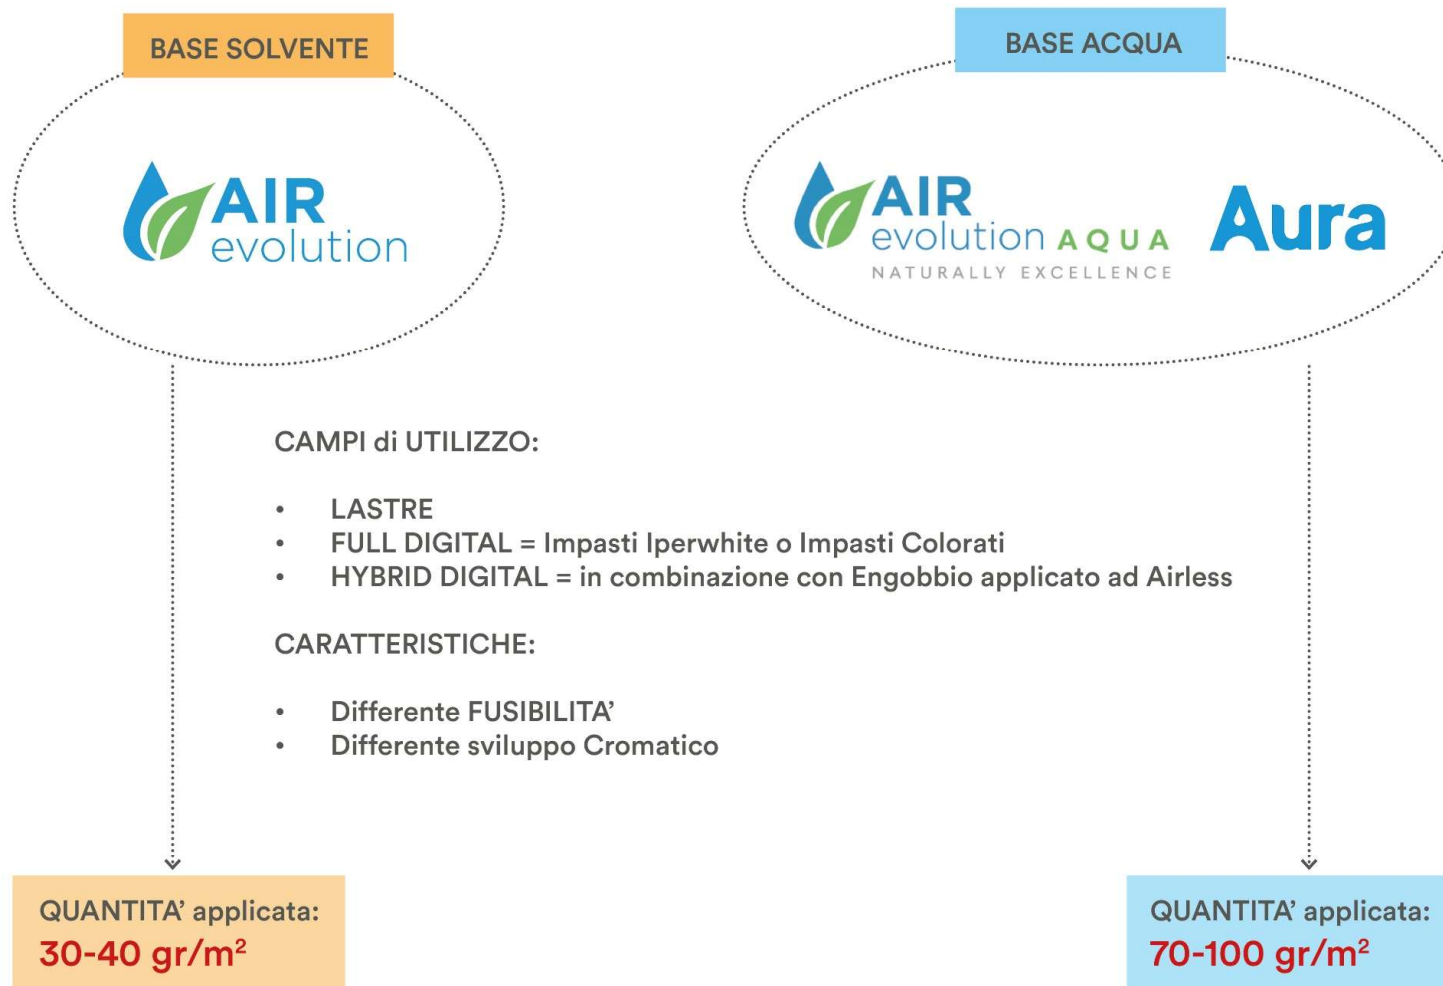 BASE SOLVENTE
BASE ACQUA
AIR
evolution
AIR
evolution AQUA
NATURALLY EXCELLENCE
Aura
CAMPI di UTILIZZO:
• LASTRE
• FULL DIGITAL = Impasti Iperwhite o Impasti Colorati
• HYBRID DIGITAL = in combinazione con Engobbio applicato ad Airless
CARATTERISTICHE:
• Differente FUSIBILITA’
• Differente sviluppo Cromatico
QUANTITA’ applicata:
30-40 gr/m²
QUANTITA’ applicata:
70-100 gr/m²